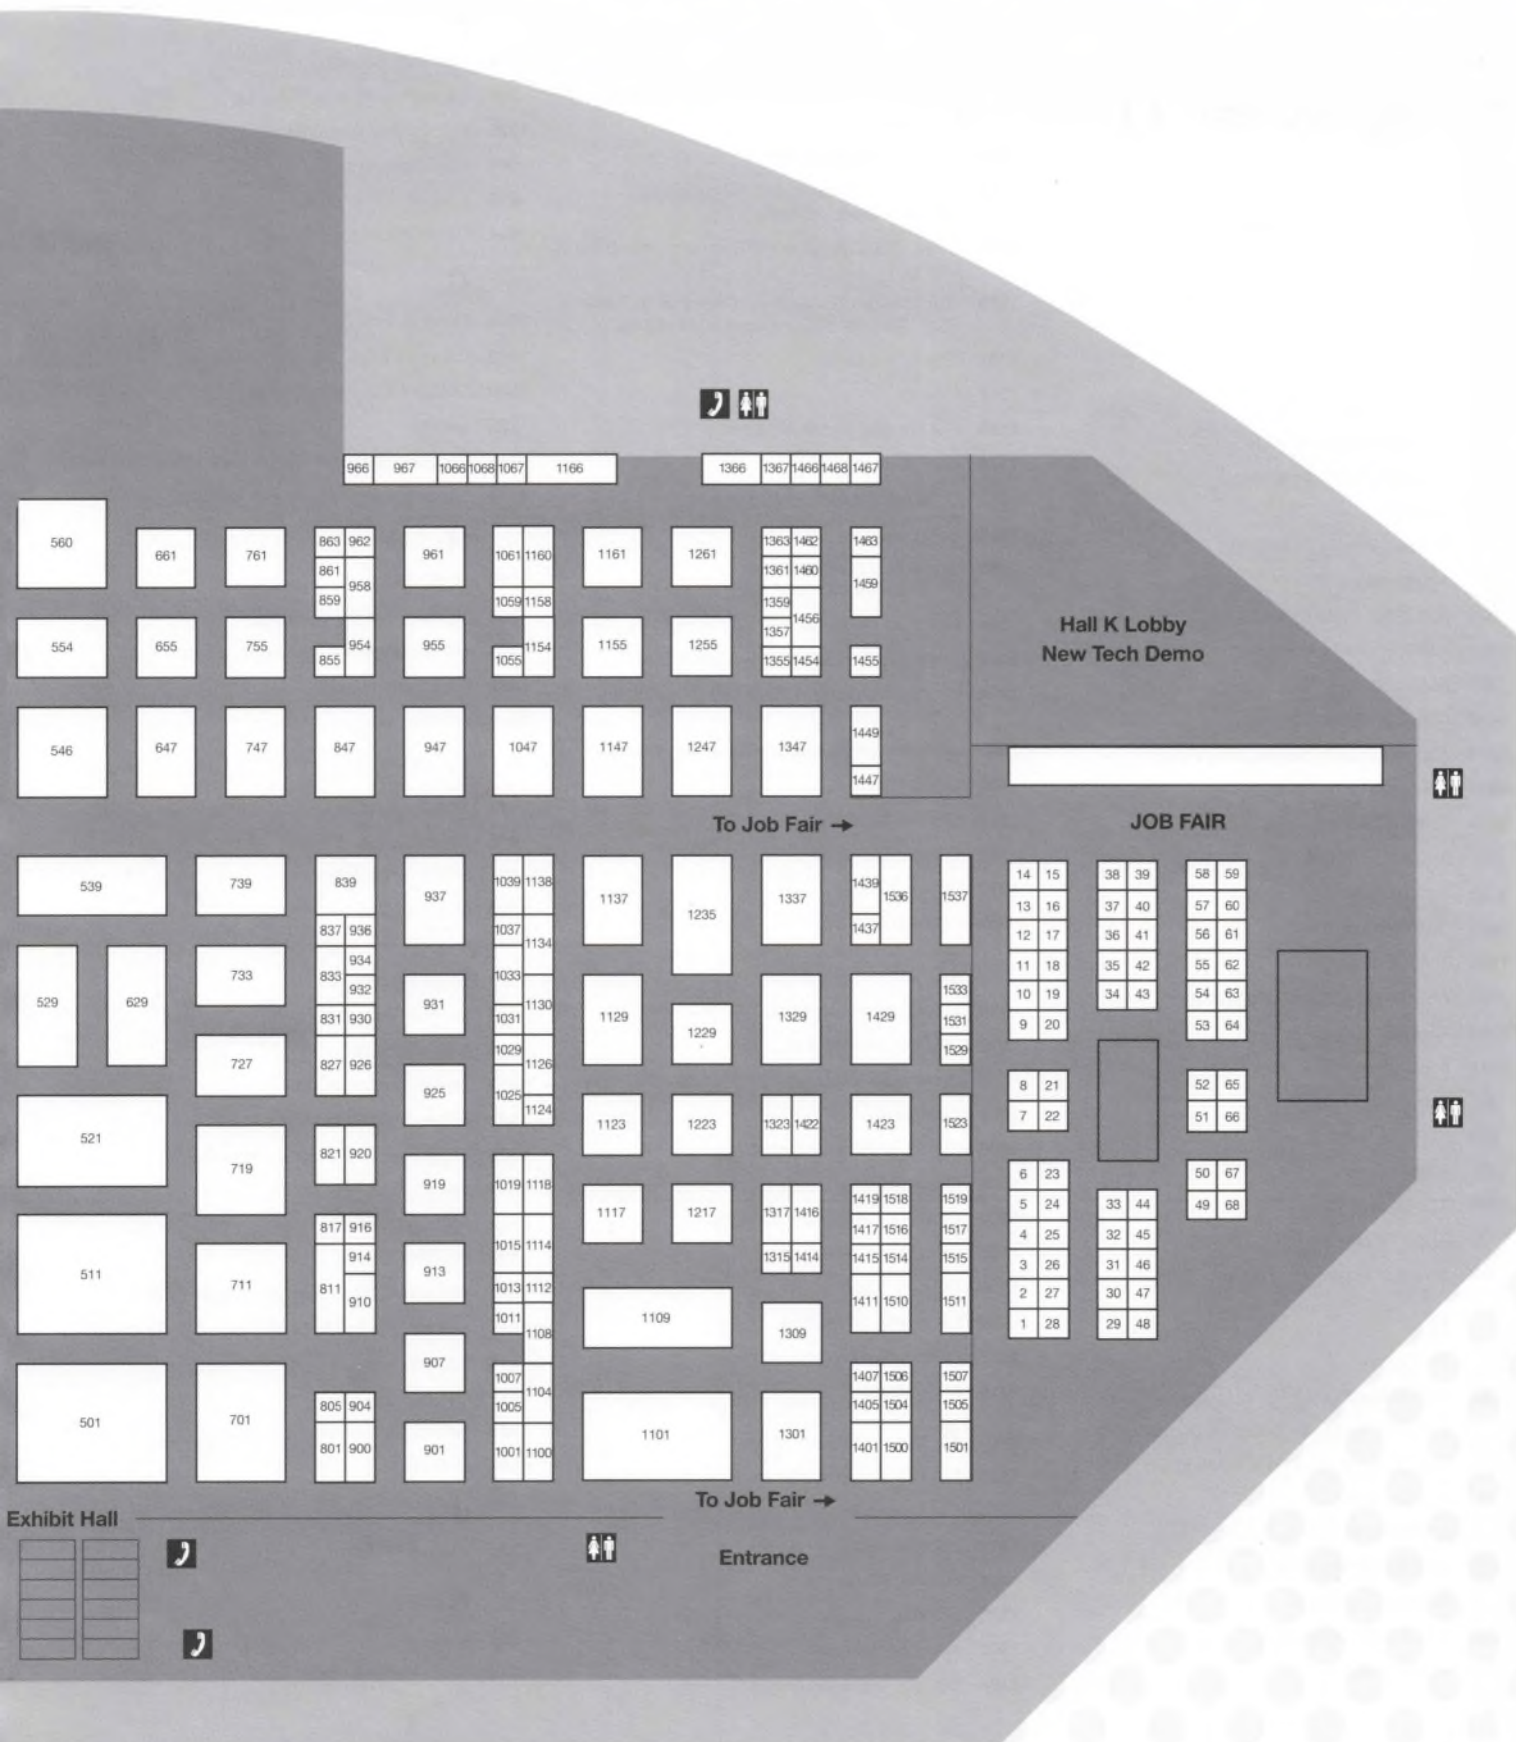 966 967 1066 1068 1067 1166 1366 1367 1466 1468 1467
560 661 761 863 962 961 1061 1160 1161 1261 1363 1462 1463
861 958 1361 1460 1459
859 1059 1158 1359 1456
Hall K Lobby
554 655 755 954 955 1154 1155 1255 1357
New Tech Demo
855 1055 1355 1454 1455
546 647 747 847 947 1047 1147 1247 1347 1449
1447
To Job Fair →
JOB FAIR
539 739 839 937 1039 1138 1137 1235 1337 1439 1536 1537
14 15 38 39 58 59
837 936 1037 1134 1437
13 16 37 40 57 60
12 17 36 41 56 61
529 629 733 833 934 1033
932 1533
11 18 35 42 55 62
931 1130 1129 1329 1429
10 19 34 43 54 63
831 930 1031 1229 1531
9 20 53 64
727 827 926 1029 1126 1529
925 1025
8 21 52 65
1124
521 821 920 1123 1223 1323 1422 1423 1523
7 22 51 66
719 919 1019 1118 1117 1217 1317 1416 1419 1518 1519
6 23 50 67
5 24 33 44 49 68
817 916 1015 1114 1417 1516 1517
4 25 32 45
914 1315 1414 1415 1514 1515
3 26 31 46
511 711 811 913 1013 1112
910 1411 1510 1511
2 27 30 47
1011 1108 1109 1309
1 28 29 48
907
1007 1104 1407 1506 1507
501 701 805 904 1005 1405 1504 1505
801 900 901 1001 1100 1101 1301 1401 1500 1501
To Job Fair →
Exhibit Hall
Entrance